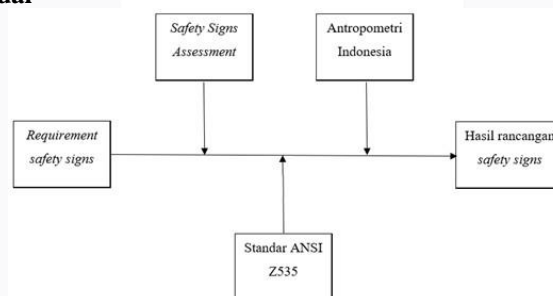 Safety Signs
Assessment
Antropometri
Indonesia
Requirement
safety signs
Hasil rancangan
safety signs
Standar ANSI
Z535